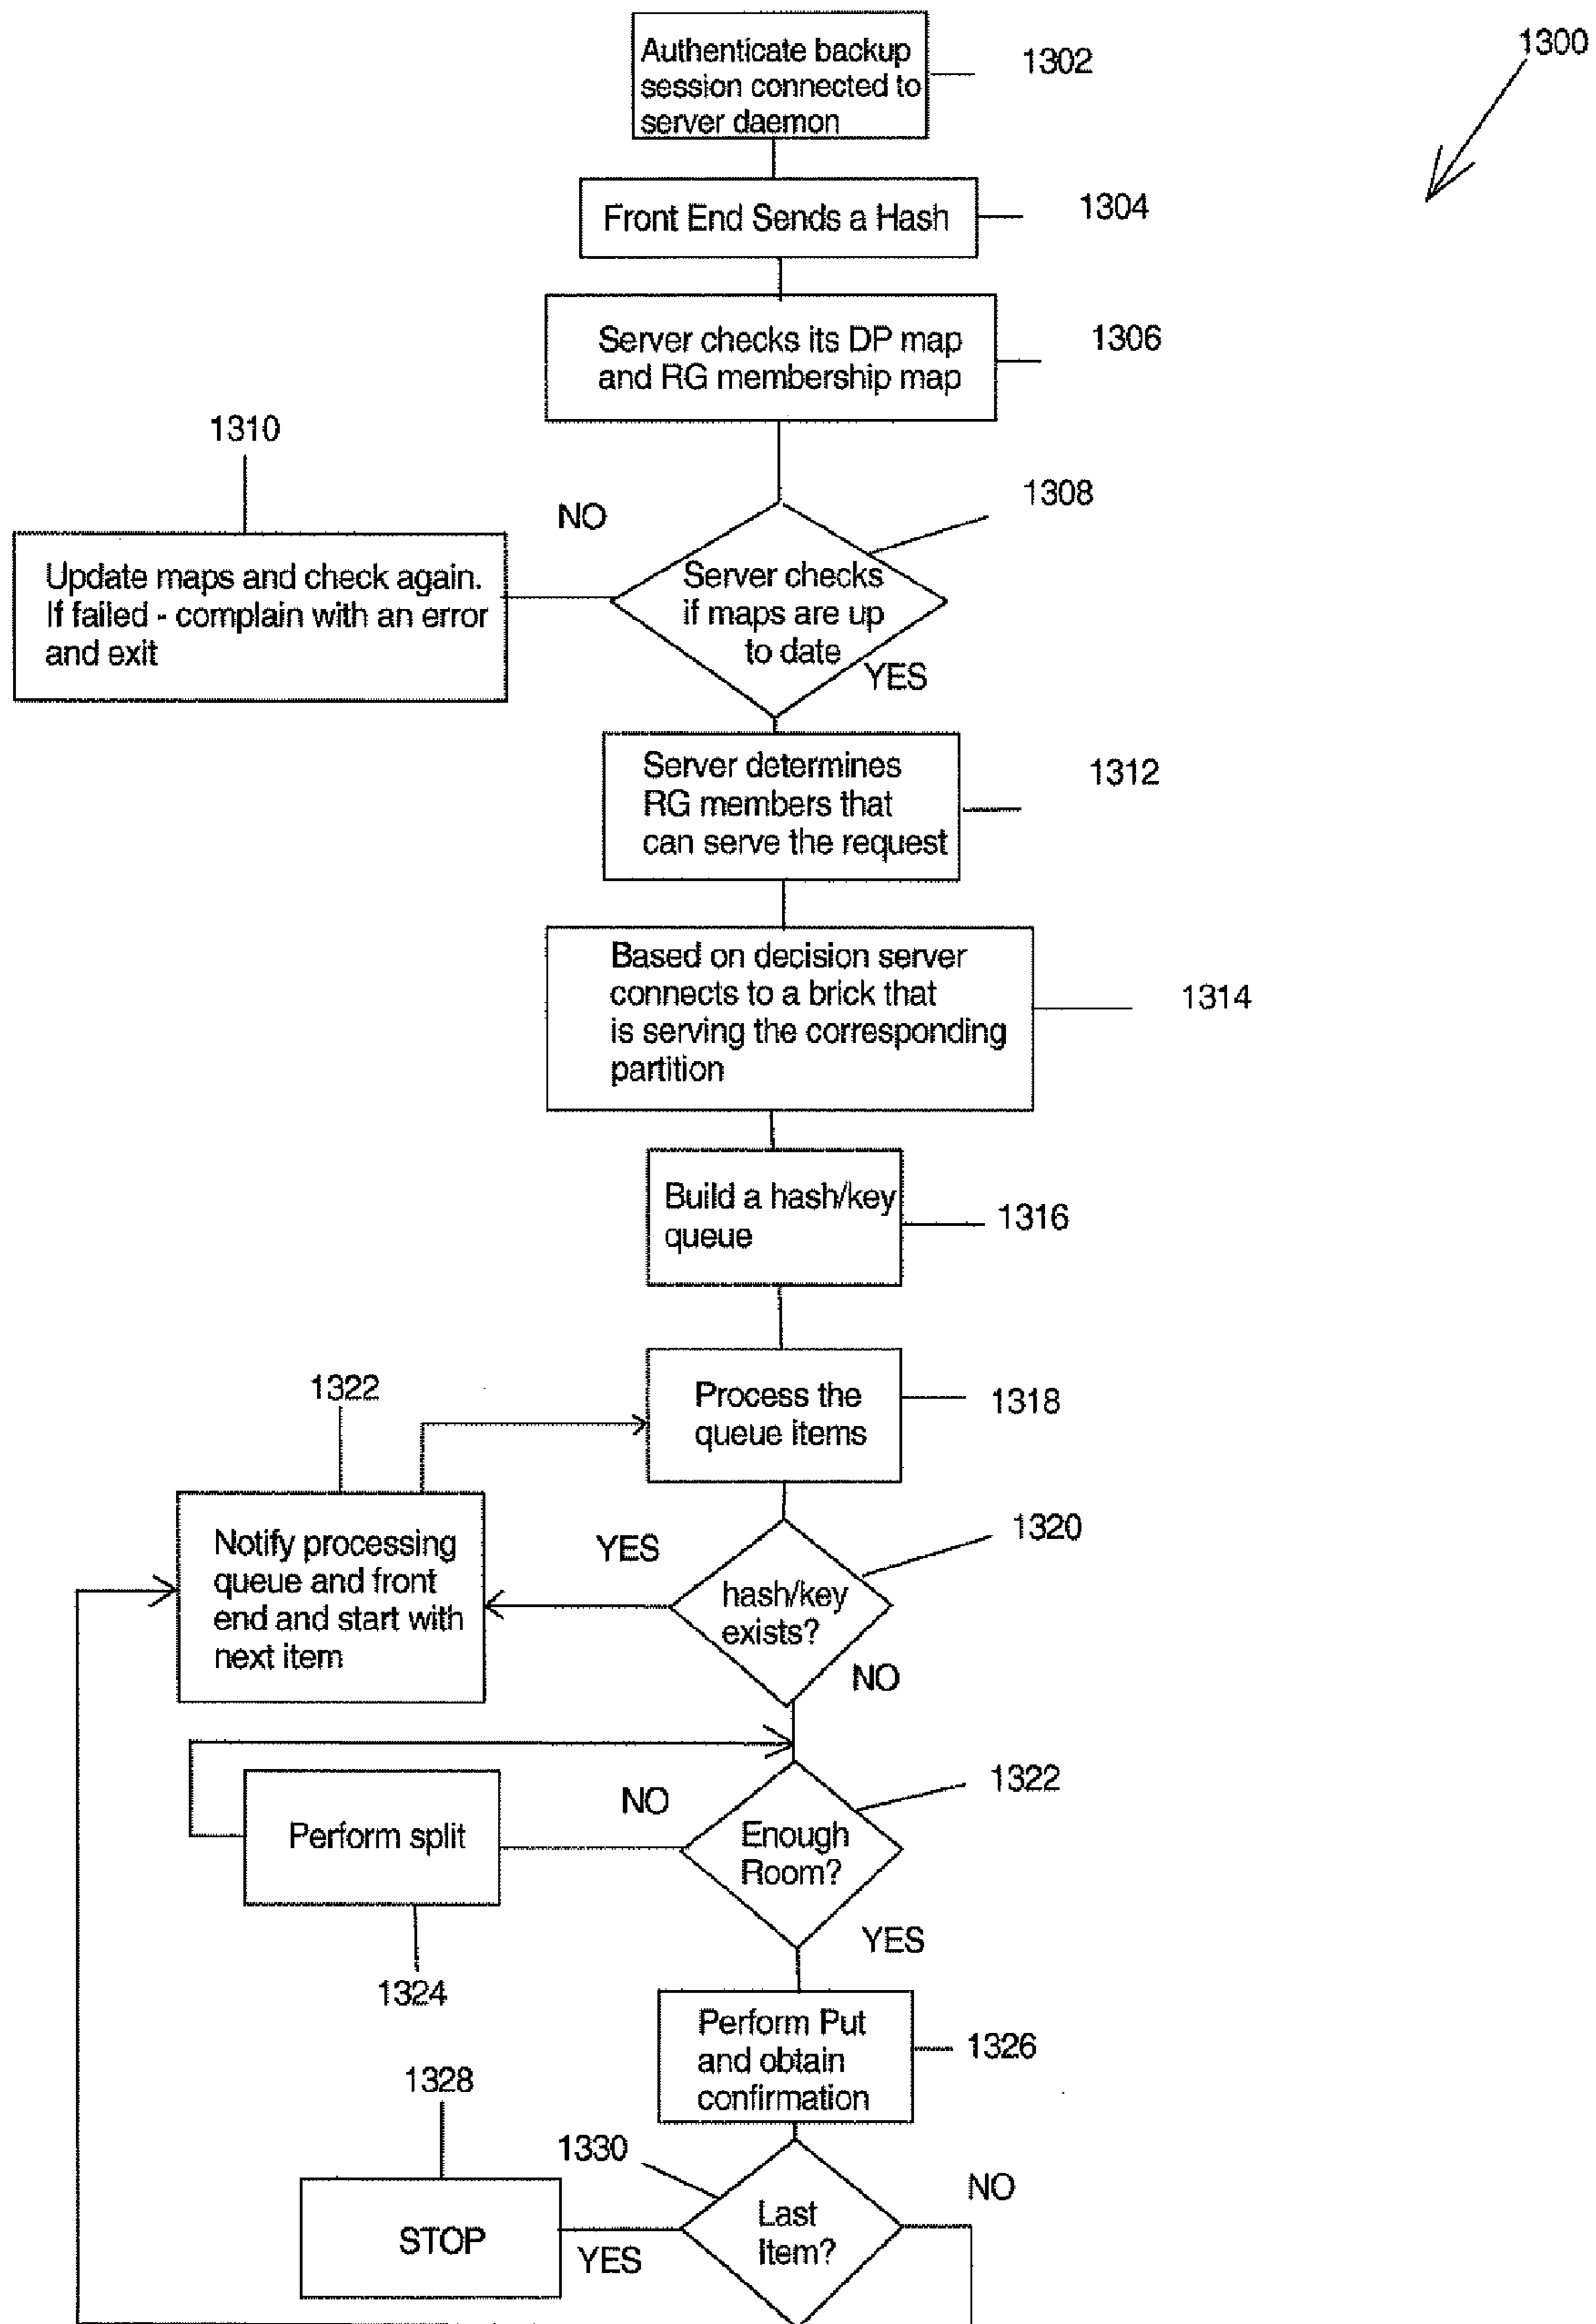 1300
Authenticate backup
session connected to
server daemon
1302
Front End Sends a Hash
1304
Server checks its DP map
and RG membership map
1306
1310
NO
1308
Update maps and check again.
If failed - complain with an error
and exit
Server checks
if maps are up
to date
YES
Server determines
RG members that
can serve the request
1312
Based on decision server
connects to a brick that
is serving the corresponding
partition
1314
Build a hash/key
queue
1316
1322
Process the
queue items
1318
Notify processing
queue and front
end and start with
next item
YES
1320
hash/key
exists?
NO
1322
Perform split
NO
Enough
Room?
YES
1324
Perform Put
and obtain
confirmation
1326
1328
1330
NO
STOP
YES
Last
Item?